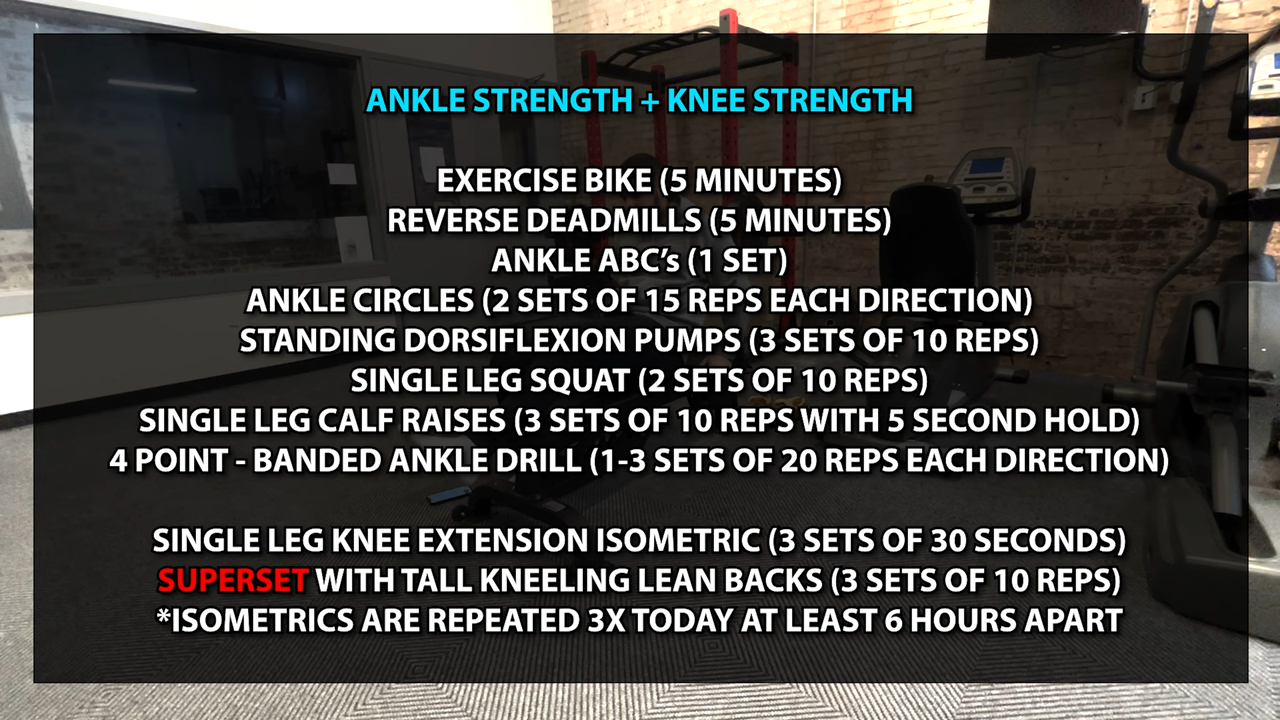 ANKLE STRENGTH + KNEE STRENGTH
EXERCISE BIKE (5 MINUTES)
REVERSE DEADMILLS (5 MINUTES)
ANKLE ABC’s (1 SET)
ANKLE CIRCLES (2 SETS OF 15 REPS EACH DIRECTION)
STANDING DORSIFLEXION PUMPS (3 SETS OF 10 REPS)
SINGLE LEG SQUAT (2 SETS OF 10 REPS)
SINGLE LEG CALF RAISES (3 SETS OF 10 REPS WITH 5 SECOND HOLD)
4 POINT - BANDED ANKLE DRILL (1-3 SETS OF 20 REPS EACH DIRECTION)
SINGLE LEG KNEE EXTENSION ISOMETRIC (3 SETS OF 30 SECONDS)
SUPERSET WITH TALL KNEELING LEAN BACKS (3 SETS OF 10 REPS)
*ISOMETRICS ARE REPEATED 3X TODAY AT LEAST 6 HOURS APART